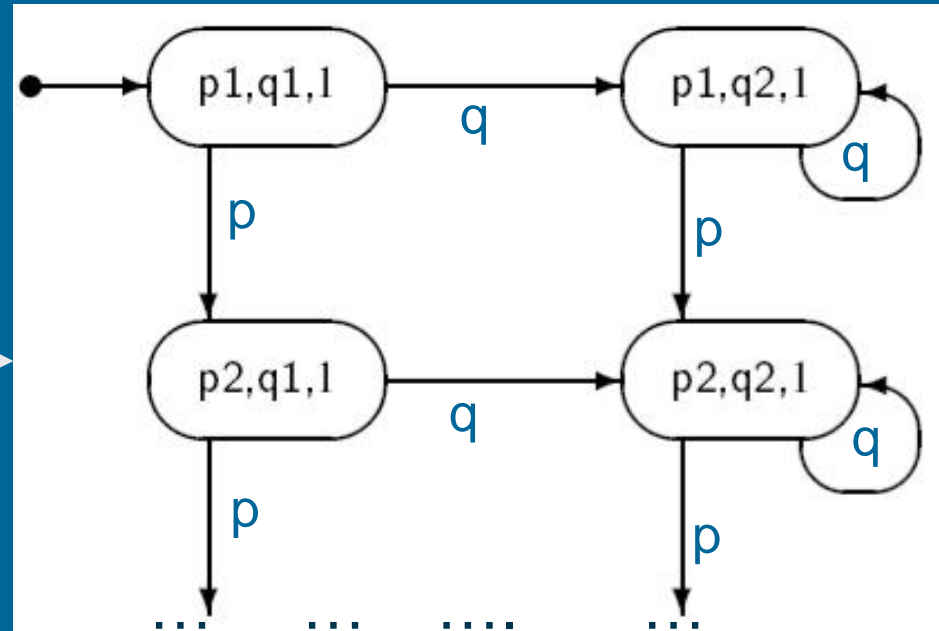 p1,q1,1
p1,q2,1
q
q
p
p
p2,q1,1
p2,q2,1
q
q
p
p
... ... .... ...